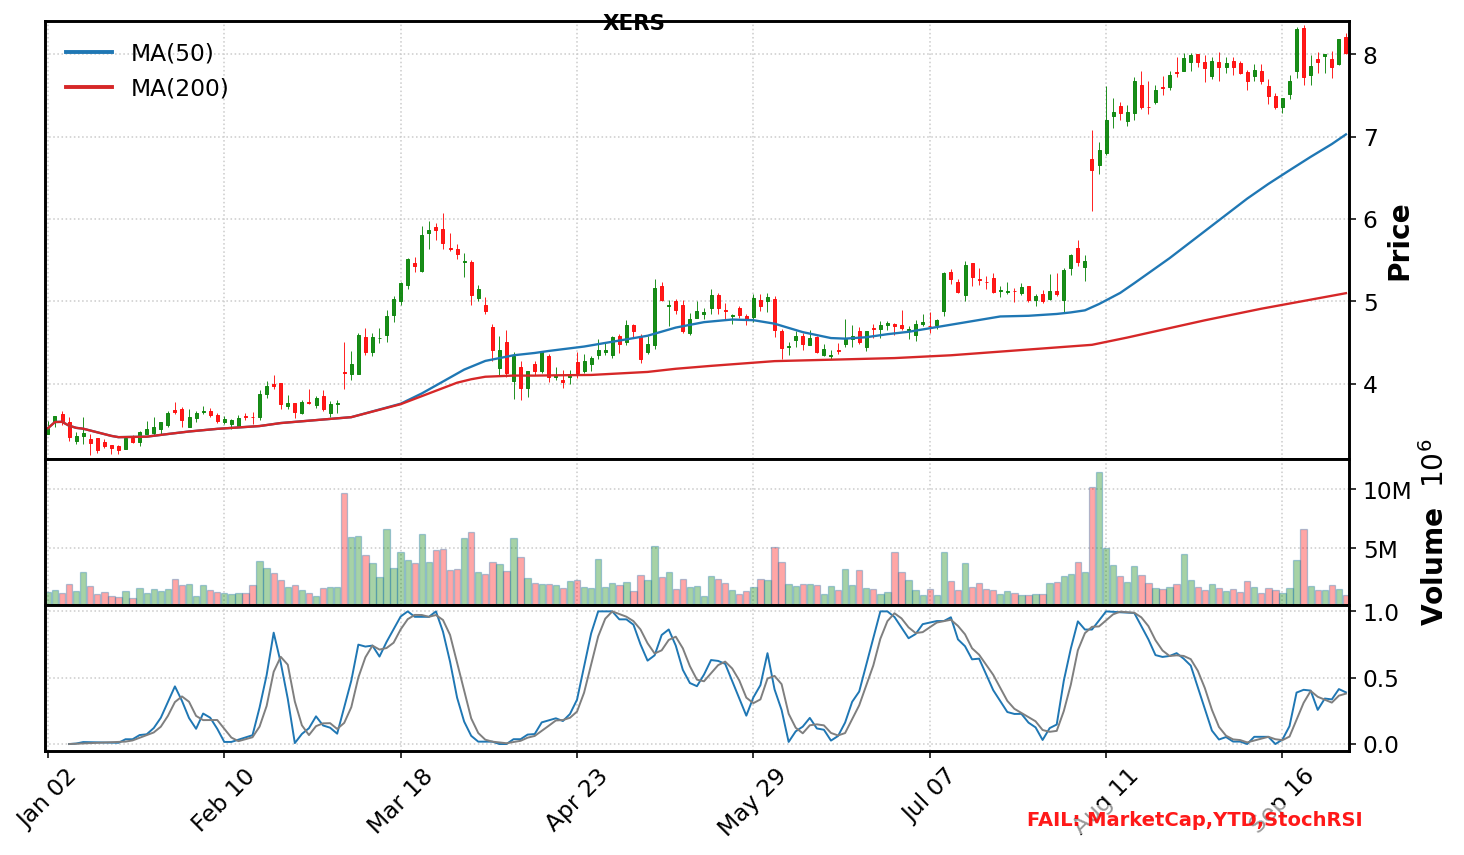 XERS
MA(50)
MA(200)
8
7
6
5
4
Price
10M
5M
Volume 10^6
1.0
0.5
0.0
Jan 02
Feb 10
Mar 18
Apr 23
May 29
Jul 07
Aug 11
Sep 16
FAIL: MarketCap,YTD,StochRSI